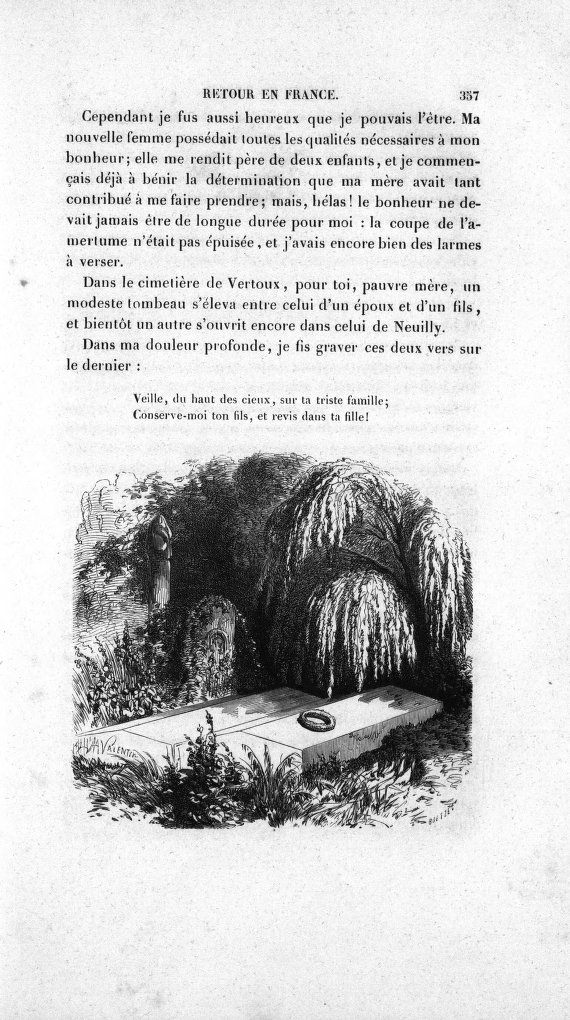 RETOUR EN FRANCE. 357
Cependant je fus aussi heureux que je pouvais l'être. Ma
nouvelle femme possédait toutes les qualités nécessaires à mon
bonheur; elle me rendit père de deux enfants, et je commen-
çais déjà à bénir la détermination que ma mère avait tant
contribué à me faire prendre; mais, hélas! le bonheur ne de-
vait jamais être de longue durée pour moi : la coupe de l'a-
mertume n'était pas épuisée, et j'avais encore bien des larmes
à verser.
Dans le cimetière de Vertoux, pour toi, pauvre mère, un
modeste tombeau s'éleva entre celui d'un époux et d'un fils,
et bientôt un autre s'ouvrit encore dans celui de Neuilly.
Dans ma douleur profonde, je fis graver ces deux vers sur
le dernier :
Veille, du haut des cieux, sur ta triste famille;
Conserve-moi ton fils, et revis dans ta fille!
VALENTIN